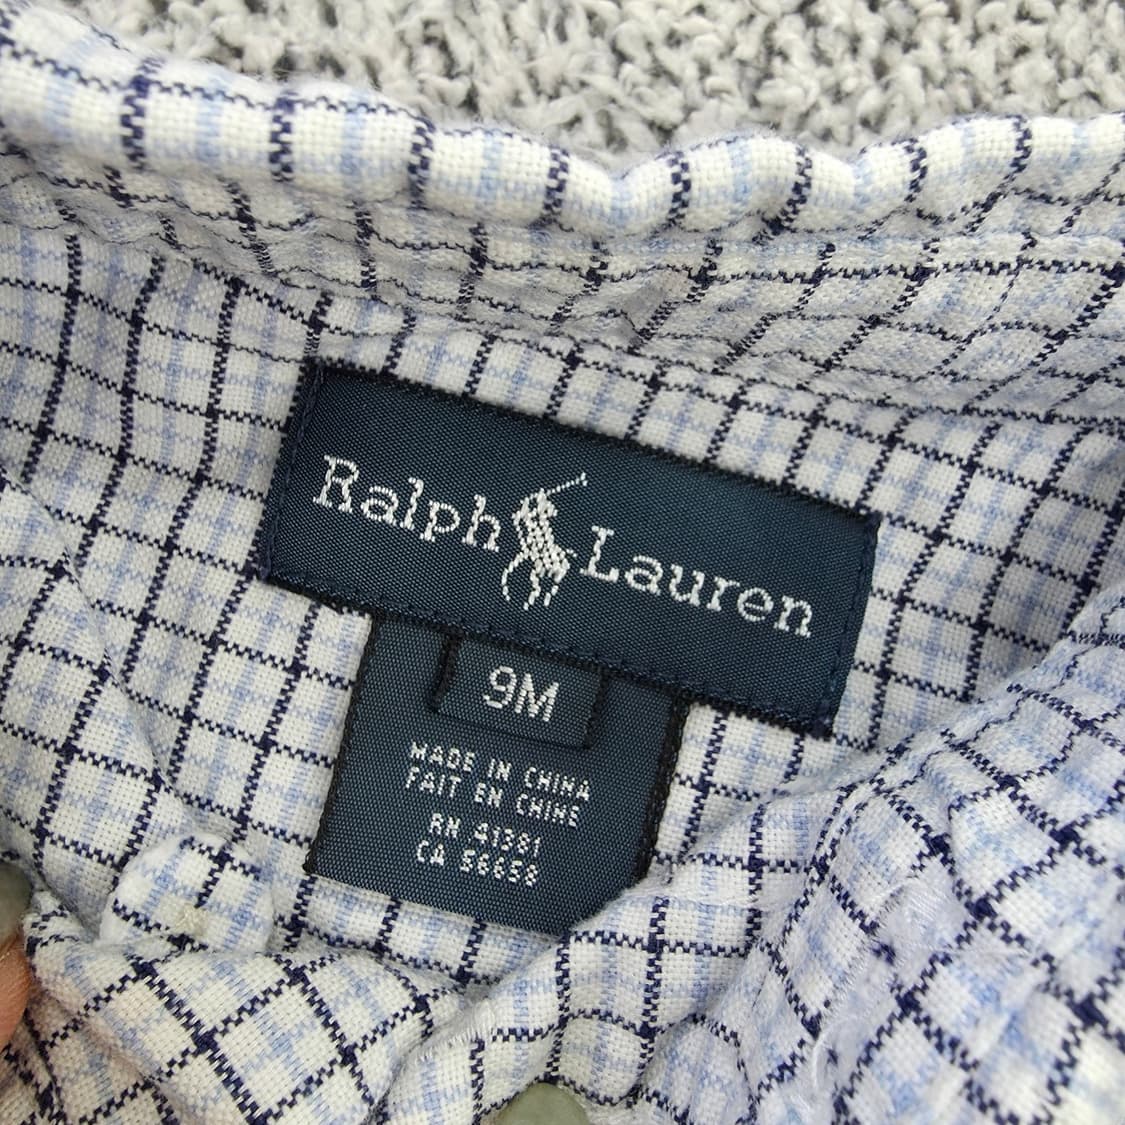 Ralph Lauren
9M
MADE IN CHINA
FAIT EN CHINE
RN 41381
CA 56658